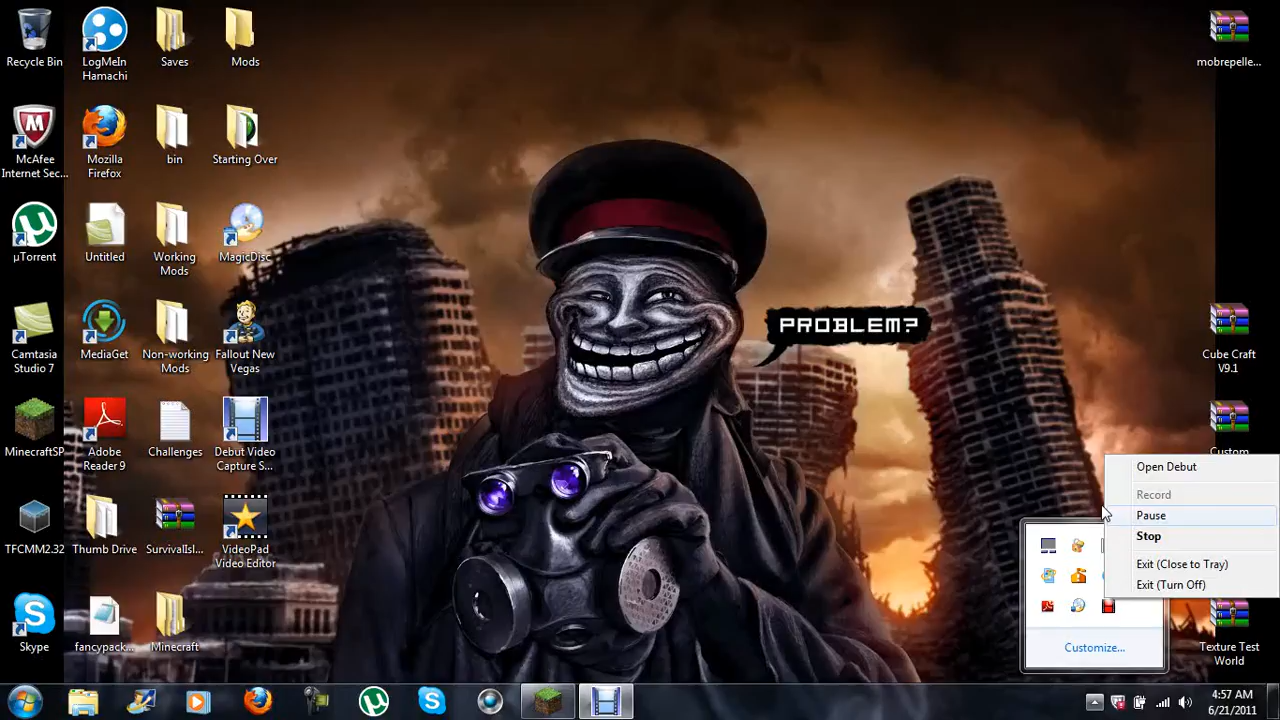 Recycle Bin
LogMeIn
Hamachi
Saves
Mods
mobrepelle...
McAfee
Internet Sec...
Mozilla
Firefox
bin
Starting Over
µTorrent
Untitled
Working
Mods
MagicDisc
Camtasia
Studio 7
MediaGet
Non-working
Mods
Fallout New
Vegas
PROBLEM?
Cube Craft
V9.1
MinecraftSP
Adobe
Reader 9
Challenges
Debut Video
Capture S...
Custom
Open Debut
Record
Pause
Stop
Exit (Close to Tray)
Exit (Turn Off)
TFCMM2.32
Thumb Drive
SurvivalIsl...
VideoPad
Video Editor
Skype
fancypack...
Minecraft
Customize...
Texture Test
World
4:57 AM
6/21/2011